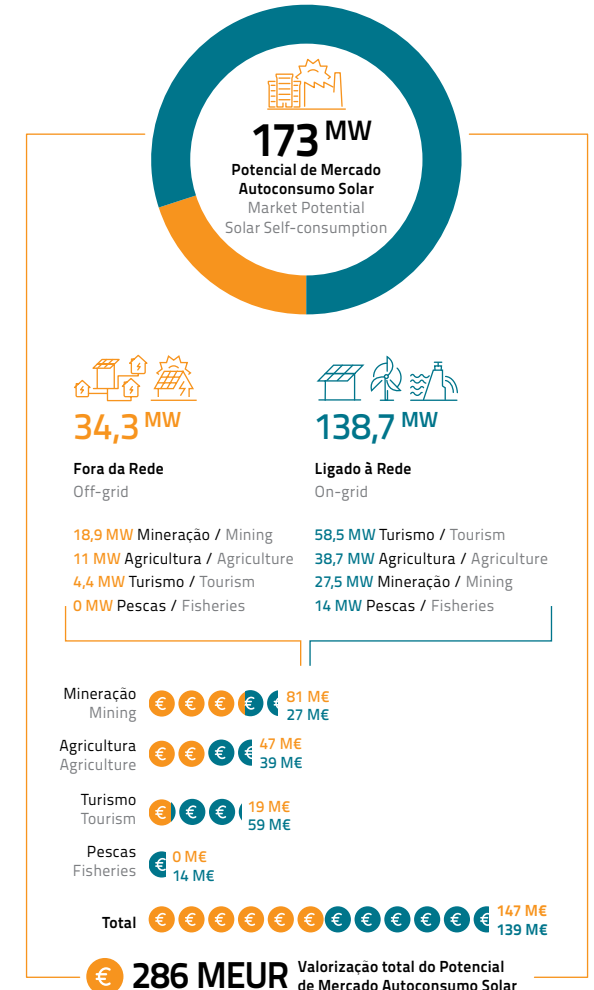 173 MW
Potencial de Mercado
Autoconsumo Solar
Market Potential
Solar Self-consumption
34,3 MW
Fora da Rede
Off-grid
18,9 MW Mineração / Mining
11 MW Agricultura / Agriculture
4,4 MW Turismo / Tourism
0 MW Pescas / Fisheries
138,7 MW
Ligado à Rede
On-grid
58,5 MW Turismo / Tourism
38,7 MW Agricultura / Agriculture
27,5 MW Mineração / Mining
14 MW Pescas / Fisheries
Mineração
Mining
€ € € € €
81 M€
27 M€
Agricultura
Agriculture
€ € € €
47 M€
39 M€
Turismo
Tourism
€ € €
19 M€
59 M€
Pescas
Fisheries
€
0 M€
14 M€
Total
€ € € € € € € € € € € €
147 M€
139 M€
€ 286 MEUR
Valorização total do Potencial
de Mercado Autoconsumo Solar